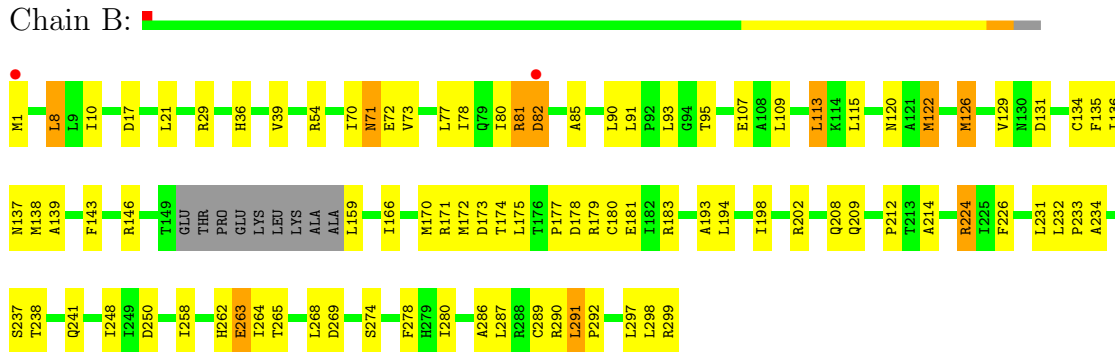 Chain B:
M1 L8 L9 I10 D17 L21 R29 H36 V39 R54 I70 N71 E72 V73 L77 I78 Q79 I80 R81 D82 A85 L90 L91 P92 L93 G94 T95 E107 A108 L109 L113 K114 L115 N120 A121 M122 M126 V129 N130 D131 C134 F135 L136
N137 M138 A139 F143 R146 T149 GLU THR PRO GLU LYS LEU LYS ALA ALA L159 I166 M170 R171 M172 D173 T174 L175 T176 P177 D178 R179 C180 E181 I182 R183 A193 L194 I198 R202 Q208 Q209 P212 T213 A214 R224 I225 F226 L231 L232 P233 A234
S237 T238 Q241 I248 I249 D250 I258 H262 E263 I264 T265 L268 D269 S274 F278 H279 I280 A286 L287 R288 C289 R290 L291 P292 L297 L298 R299